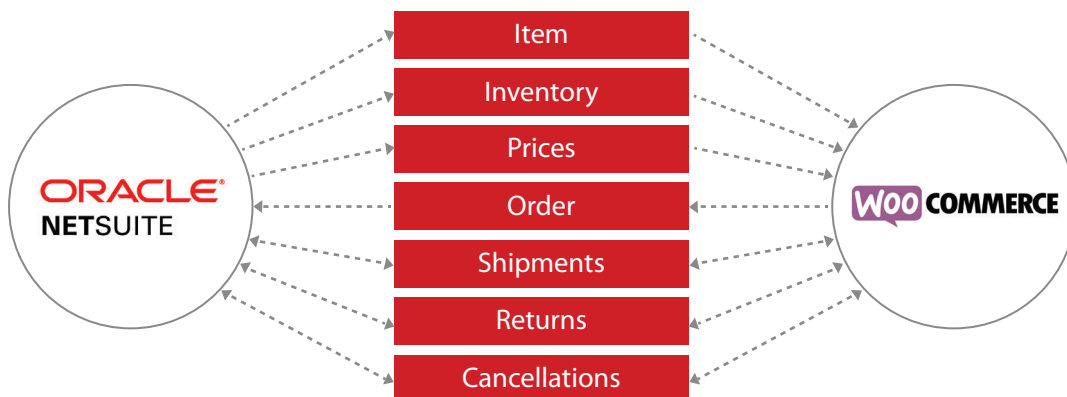 Item
Inventory
Prices
ORACLE®
NETSUITE
Order
WOO COMMERCE
Shipments
Returns
Cancellations